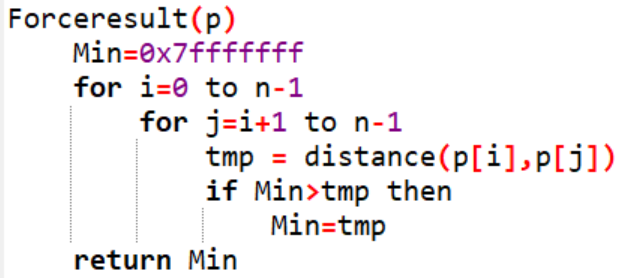 Forceresult(p)
    Min=0x7fffffff
    for i=0 to n-1
        for j=i+1 to n-1
            tmp = distance(p[i],p[j])
            if Min>tmp then
                Min=tmp
    return Min